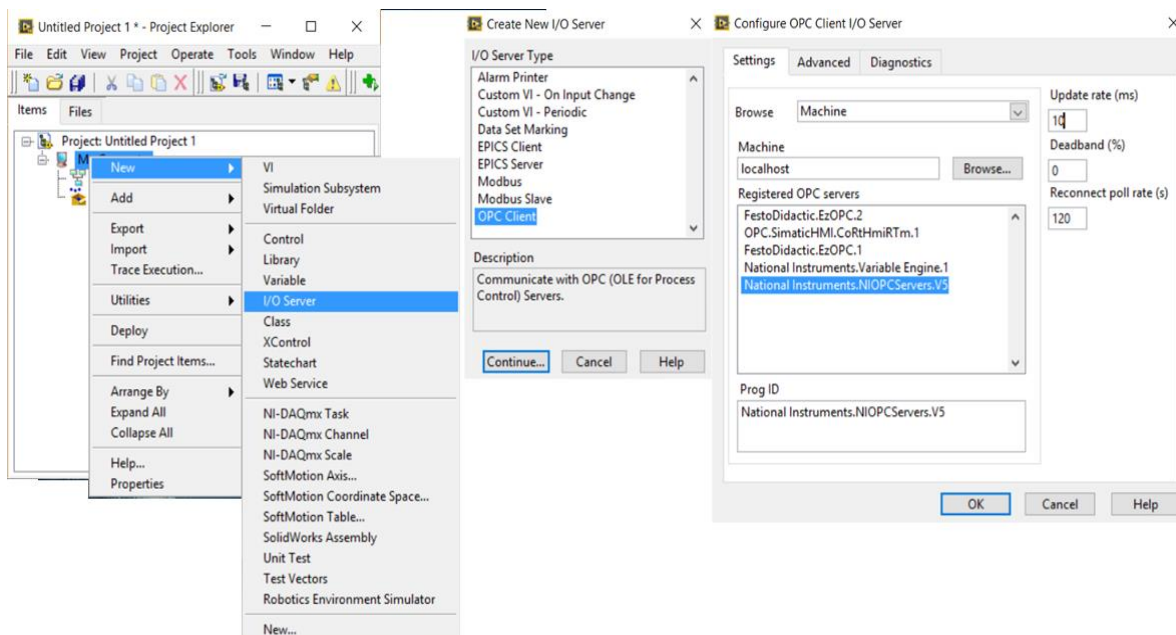 Untitled Project 1 * - Project Explorer
File Edit View Project Operate Tools Window Help
Items Files
Project: Untitled Project 1
New
Add
Export
Import
Trace Execution...
Utilities
Deploy
Find Project Items...
Arrange By
Expand All
Collapse All
Help...
Properties
VI
Simulation Subsystem
Virtual Folder
Control
Library
Variable
I/O Server
Class
XControl
Statechart
Web Service
NI-DAQmx Task
NI-DAQmx Channel
NI-DAQmx Scale
SoftMotion Axis...
SoftMotion Coordinate Space...
SoftMotion Table...
SolidWorks Assembly
Unit Test
Test Vectors
Robotics Environment Simulator
New...
Create New I/O Server
I/O Server Type
Alarm Printer
Custom VI - On Input Change
Custom VI - Periodic
Data Set Marking
EPICS Client
EPICS Server
Modbus
Modbus Slave
OPC Client
Description
Communicate with OPC (OLE for Process
Control) Servers.
Continue... Cancel Help
Configure OPC Client I/O Server
Settings Advanced Diagnostics
Browse Machine
Machine
localhost Browse...
Registered OPC servers
FestoDidactic.EzOPC.2
OPC.SimaticHMI.CoRtHmiRTm.1
FestoDidactic.EzOPC.1
National Instruments.Variable Engine.1
National Instruments.NIOPCServers.V5
Prog ID
National Instruments.NIOPCServers.V5
Update rate (ms)
10
Deadband (%)
0
Reconnect poll rate (s)
120
OK Cancel Help